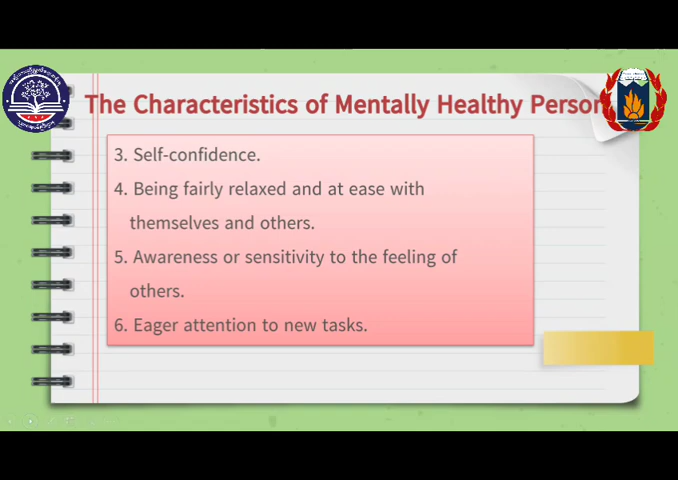 The Characteristics of Mentally Healthy Person
3. Self-confidence.
4. Being fairly relaxed and at ease with
themselves and others.
5. Awareness or sensitivity to the feeling of
others.
6. Eager attention to new tasks.